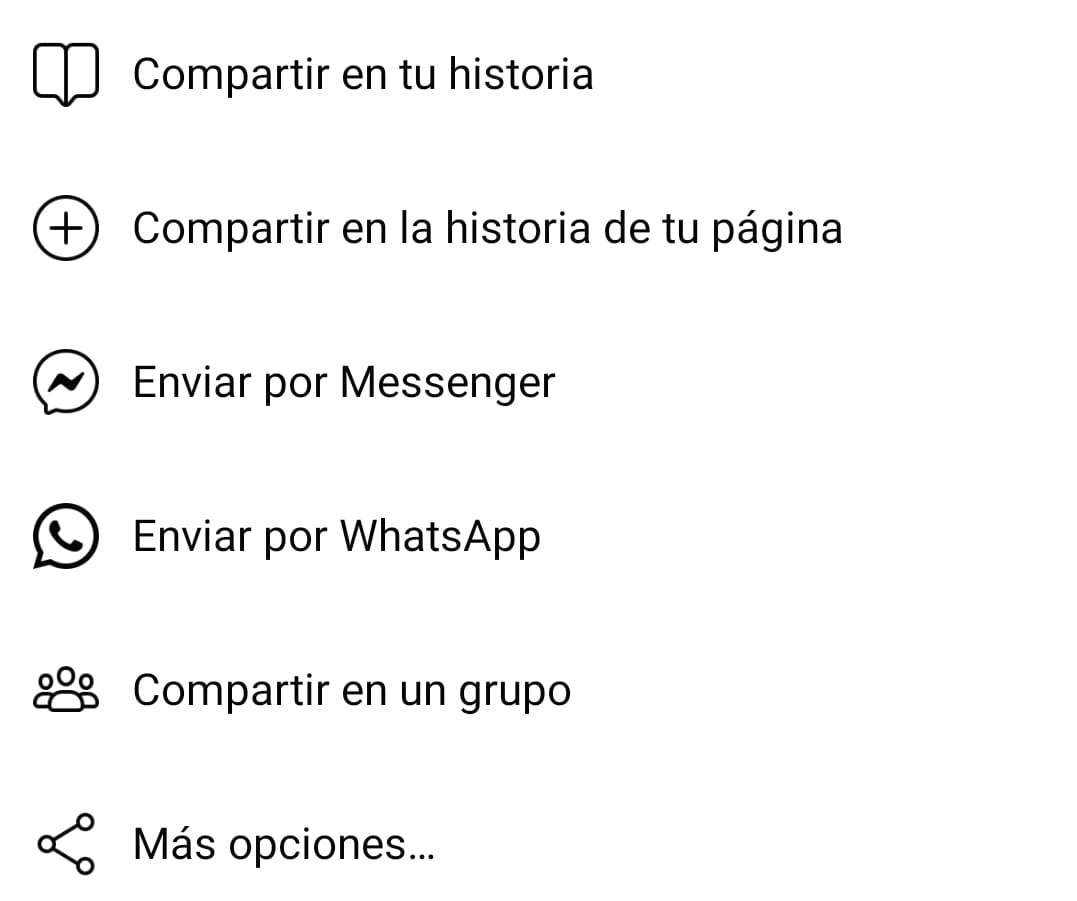 Compartir en tu historia
Compartir en la historia de tu página
Enviar por Messenger
Enviar por WhatsApp
Compartir en un grupo
Más opciones...